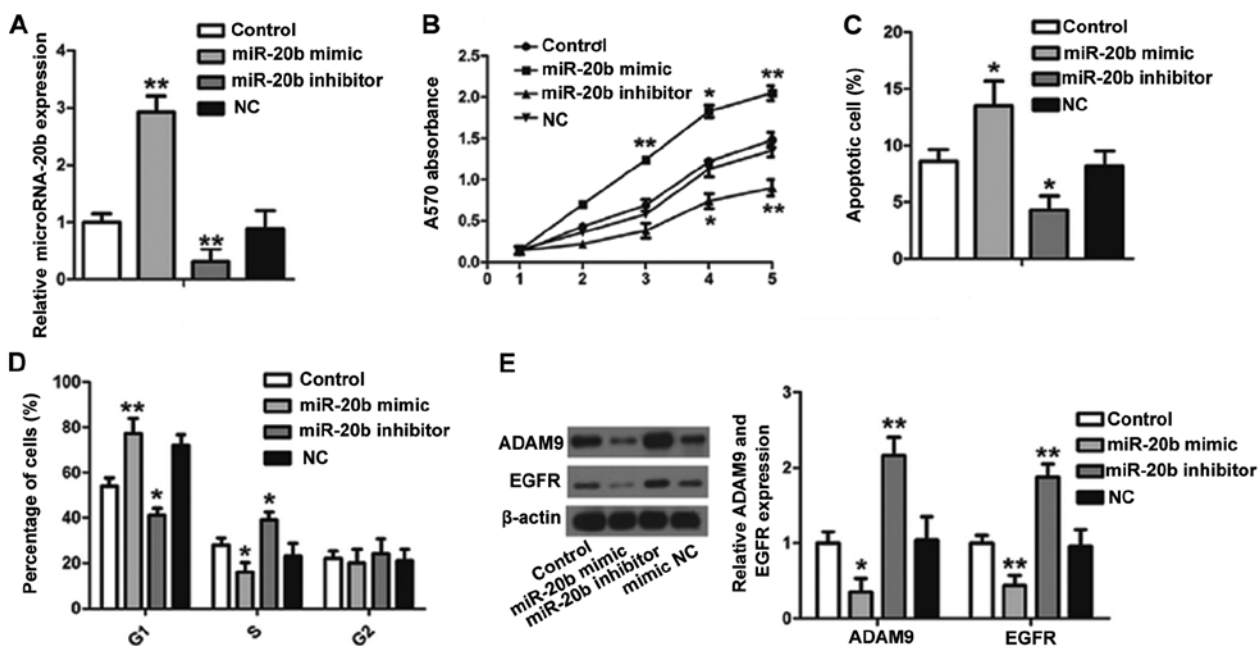 A
Control
miR-20b mimic
miR-20b inhibitor
NC
Relative microRNA-20b expression
4
3
2
1
0
**
**
B
Control
miR-20b mimic
miR-20b inhibitor
NC
A570 absorbance
2.5
2.0
1.5
1.0
0.5
0.0
0 1 2 3 4 5
**
*
**
*
**
C
Control
miR-20b mimic
miR-20b inhibitor
NC
Apoptotic cell (%)
20
15
10
5
0
*
*
D
Control
miR-20b mimic
miR-20b inhibitor
NC
Percentage of cells (%)
100
80
60
40
20
0
**
*
*
*
G1 S G2
E
ADAM9
EGFR
β-actin
Control
miR-20b mimic
miR-20b inhibitor
mimic NC
Relative ADAM9 and
EGFR expression
3
2
1
0
*
**
**
**
ADAM9 EGFR
Control
miR-20b mimic
miR-20b inhibitor
NC